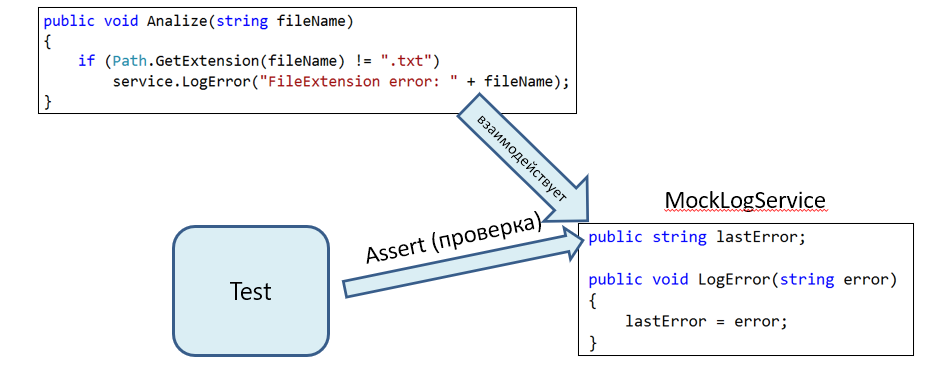 public void Analize(string fileName)
{
    if (Path.GetExtension(fileName) != ".txt")
        service.LogError("FileExtension error: " + fileName);
}
взаимодействует
MockLogService
Assert (проверка)
Test
public string lastError;
public void LogError(string error)
{
    lastError = error;
}